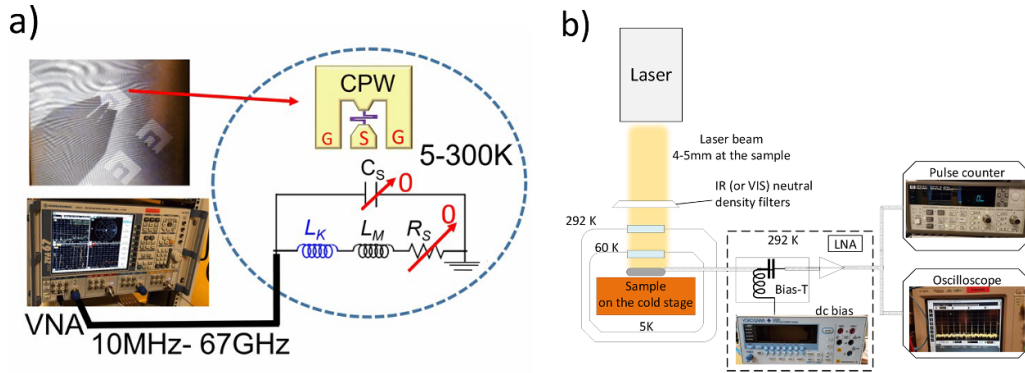 a)
CPW
G S G
5-300K
C_S
0
0
L_K L_M R_S
VNA
10MHz- 67GHz
b)
Laser
Laser beam
4-5mm at the sample
IR (or VIS) neutral
density filters
292 K
60 K
Sample
on the cold stage
5K
292 K
LNA
Bias-T
dc bias
Pulse counter
Oscilloscope